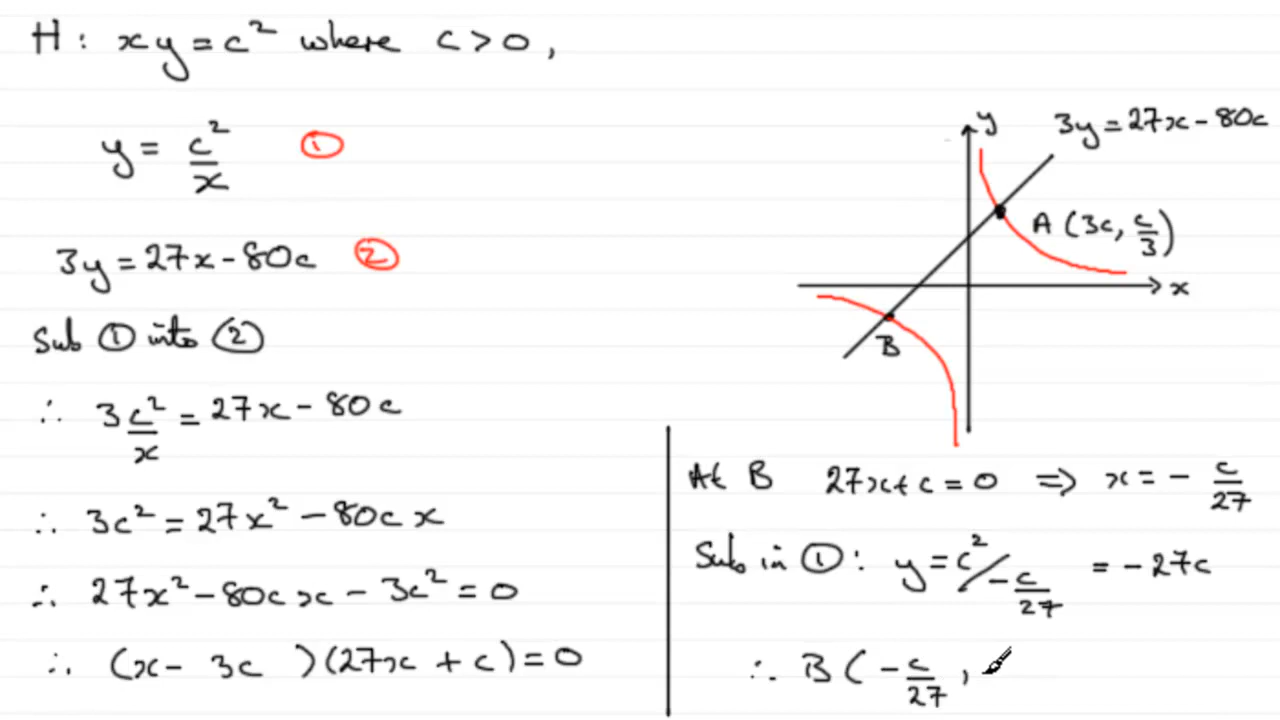 H : xy = c² where c > 0,
y = c²/x ①
3y = 27x - 80c ②
Sub ① into ②
∴ 3c²/x = 27x - 80c
∴ 3c² = 27x² - 80cx
∴ 27x² - 80cx - 3c² = 0
∴ (x - 3c )(27x + c) = 0
y
3y = 27x - 80c
A (3c, c/3)
x
B
At B 27x + c = 0 ⇒ x = - c/27
Sub in ① : y = c²/-c/27 = -27c
∴ B ( -c/27 ,